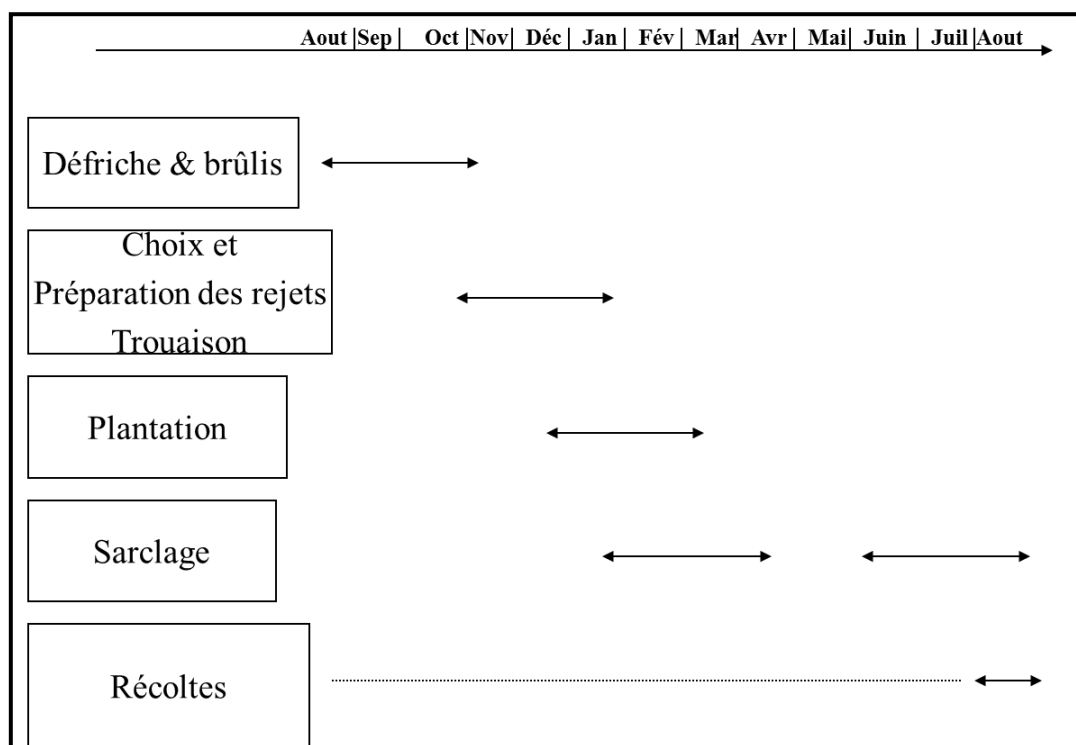 Aout |Sep| Oct |Nov| Déc | Jan | Fév | Mar| Avr | Mai | Juin | Juil |Aout
Défriche & brûlis
Choix et
Préparation des rejets
Trouaison
Plantation
Sarclage
Récoltes